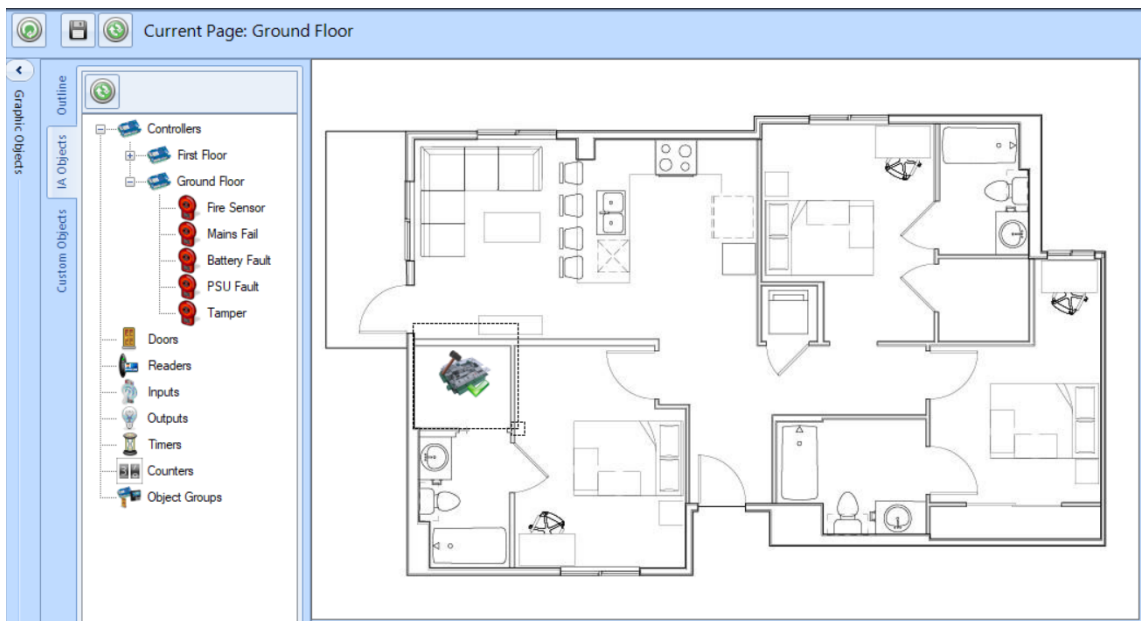 Current Page: Ground Floor
Graphic Objects
Outline
IA Objects
Custom Objects
Controllers
First Floor
Ground Floor
Fire Sensor
Mains Fail
Battery Fault
PSU Fault
Tamper
Doors
Readers
Inputs
Outputs
Timers
Counters
Object Groups